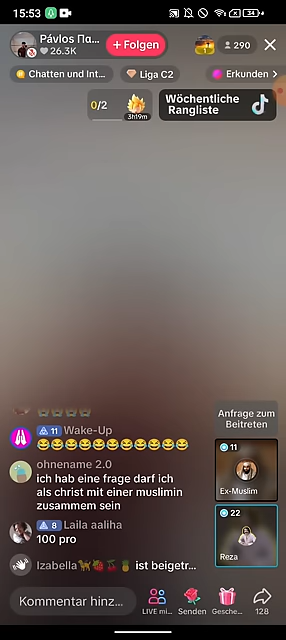 15:53
34
Pávlos Πα...
26.3K
+ Folgen
290
Chatten und Int...
Liga C2
Erkunden >
0/2
3h19m
Wöchentliche
Rangliste
11 Wake-Up
😂😂😂😂😂😂😂😂😂😂😂
ohnename 2.0
ich hab eine frage darf ich
als christ mit einer muslimin
zusammem sein
8 Laila aaliha
100 pro
Izabella🐆🍒🍓🍍 ist beigetr...
Anfrage zum
Beitreten
11
Ex-Muslim
22
Reza
Kommentar hinz...
LIVE mi...
Senden
Gesche...
128